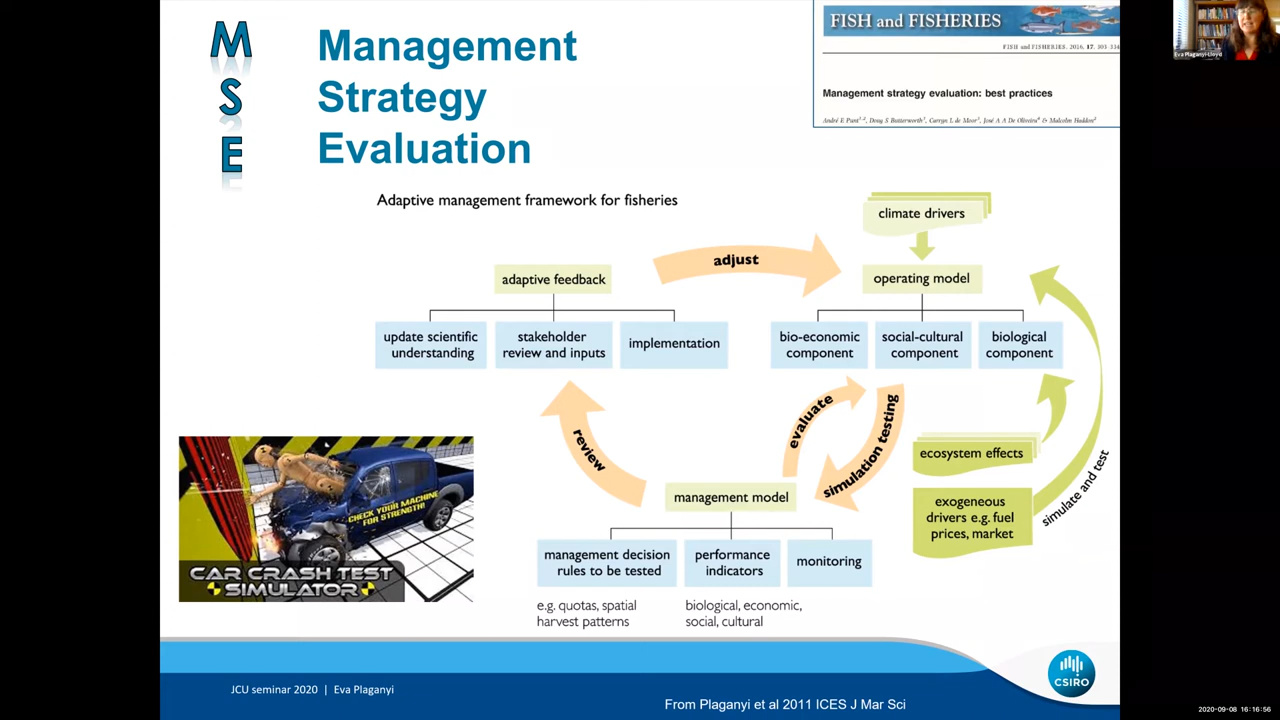 M
S
E
Management
Strategy
Evaluation
FISH and FISHERIES
FISH and FISHERIES, 2016, 17, 303–334
Management strategy evaluation: best practices
André E Punt1,2, Doug S Butterworth3, Carryn L de Moor3, José A A De Oliveira4 & Malcolm Haddon2
Eva Plaganyi-Lloyd
Adaptive management framework for fisheries
climate drivers
adjust
adaptive feedback
operating model
update scientific
understanding
stakeholder
review and inputs
implementation
bio-economic
component
social-cultural
component
biological
component
review
evaluate
simulation testing
ecosystem effects
exogeneous
drivers e.g. fuel
prices, market
simulate and test
management model
management decision
rules to be tested
performance
indicators
monitoring
e.g. quotas, spatial
harvest patterns
biological, economic,
social, cultural
CHECK YOUR MACHINE
FOR STRENGTH!
CAR CRASH TEST
SIMULATOR
JCU seminar 2020 | Eva Plaganyi
From Plaganyi et al 2011 ICES J Mar Sci
CSIRO
2020-09-08 16:16:56